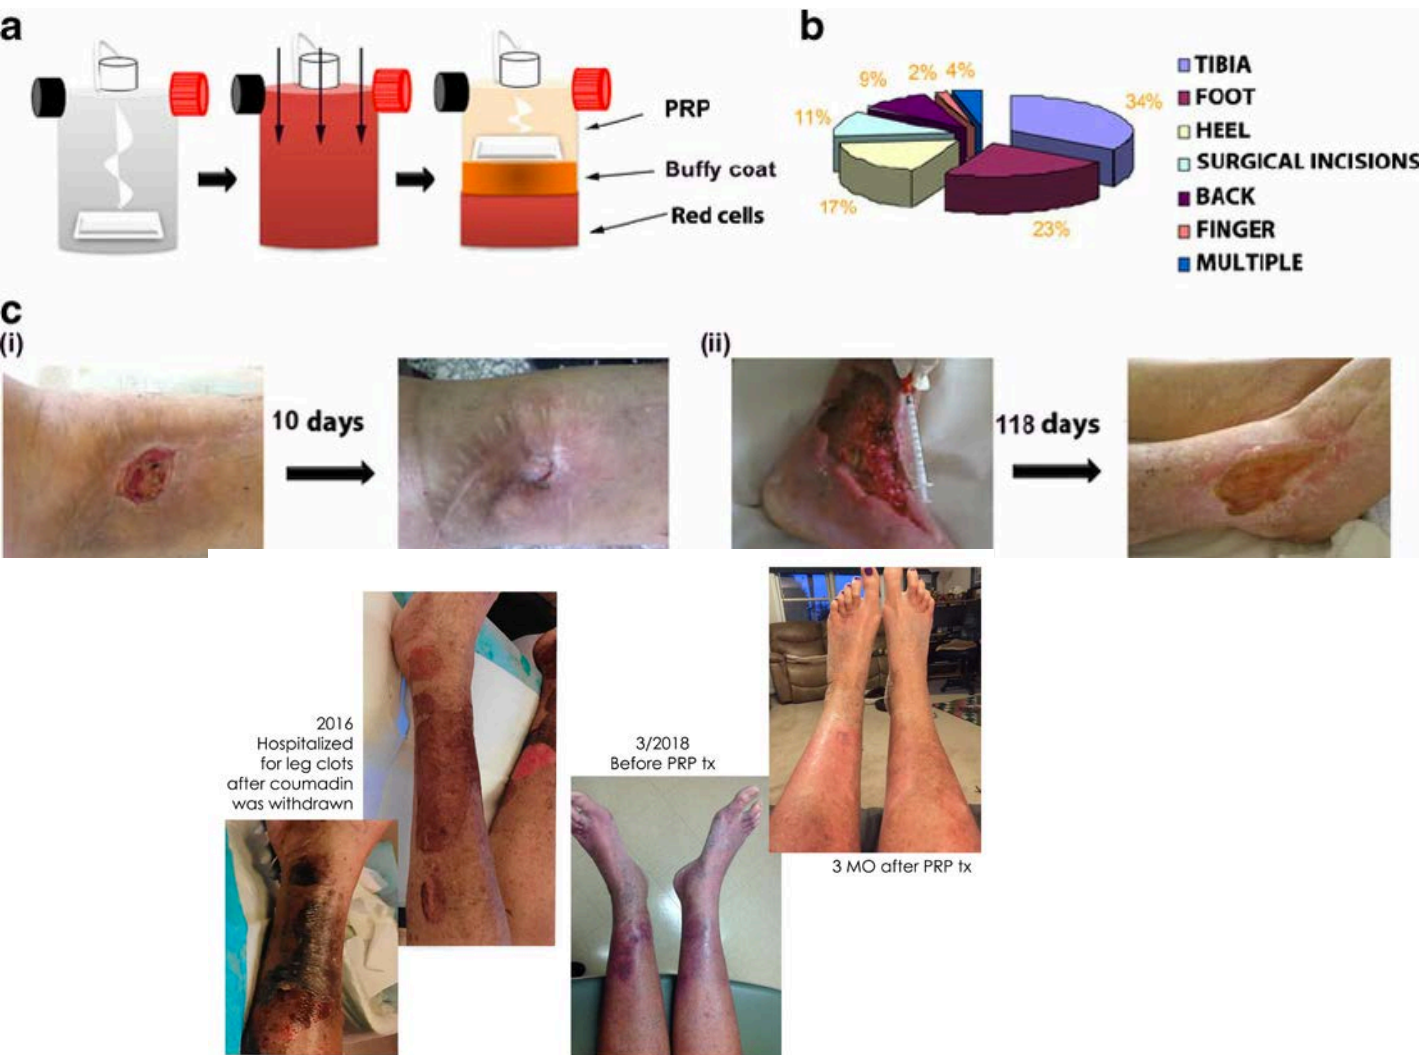 a
PRP
Buffy coat
Red cells
b
9%
2%
4%
34%
11%
17%
23%
TIBIA
FOOT
HEEL
SURGICAL INCISIONS
BACK
FINGER
MULTIPLE
c
(i)
10 days
(ii)
118 days
2016
Hospitalized
for leg clots
after coumadin
was withdrawn
3/2018
Before PRP tx
3 MO after PRP tx